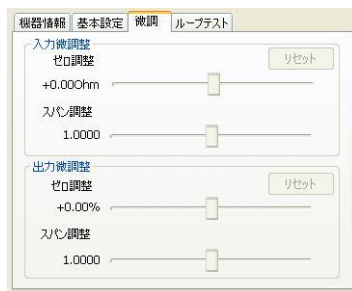 機器情報 基本設定 微調 ループテスト
入力微調整
ゼロ調整 リセット
+0.00Ohm
スパン調整
1.0000
出力微調整
ゼロ調整 リセット
+0.00%
スパン調整
1.0000